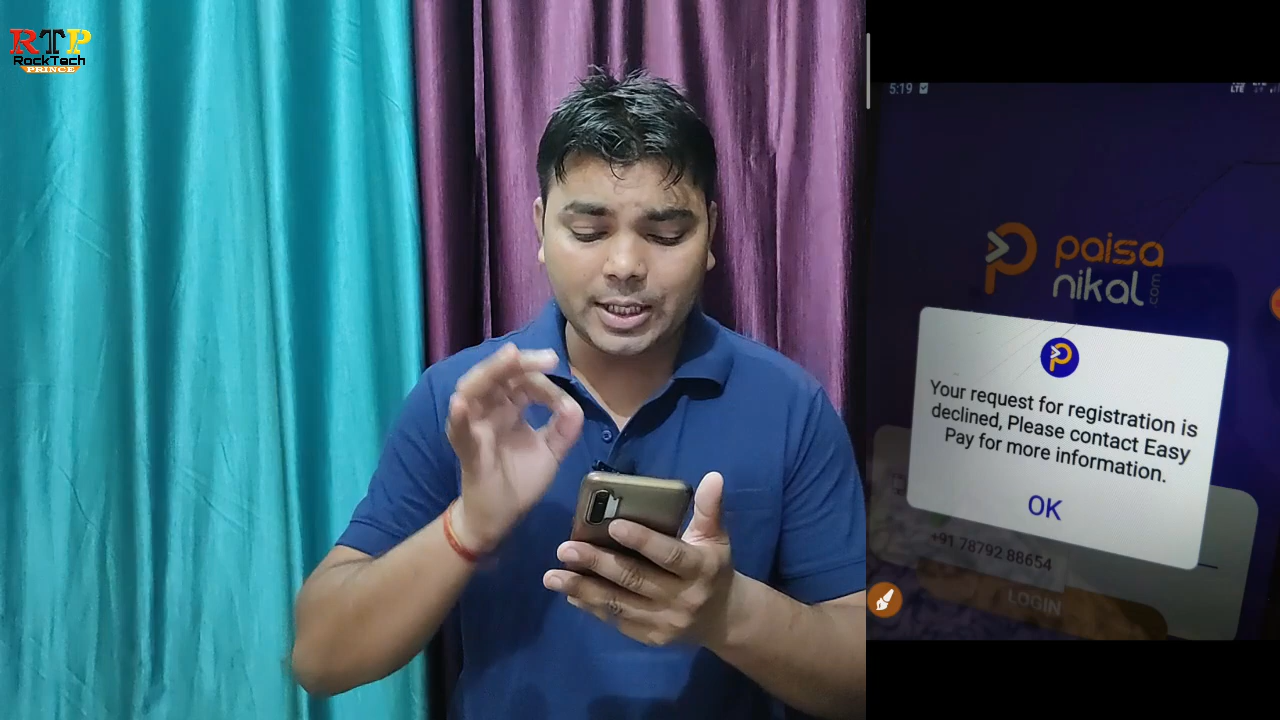 RTP
RockTech
PRINCE
5:19
LTE
paisa
nikal
.com
Your request for registration is
declined, Please contact Easy
Pay for more information.
OK
+91 78792 88654
LOGIN